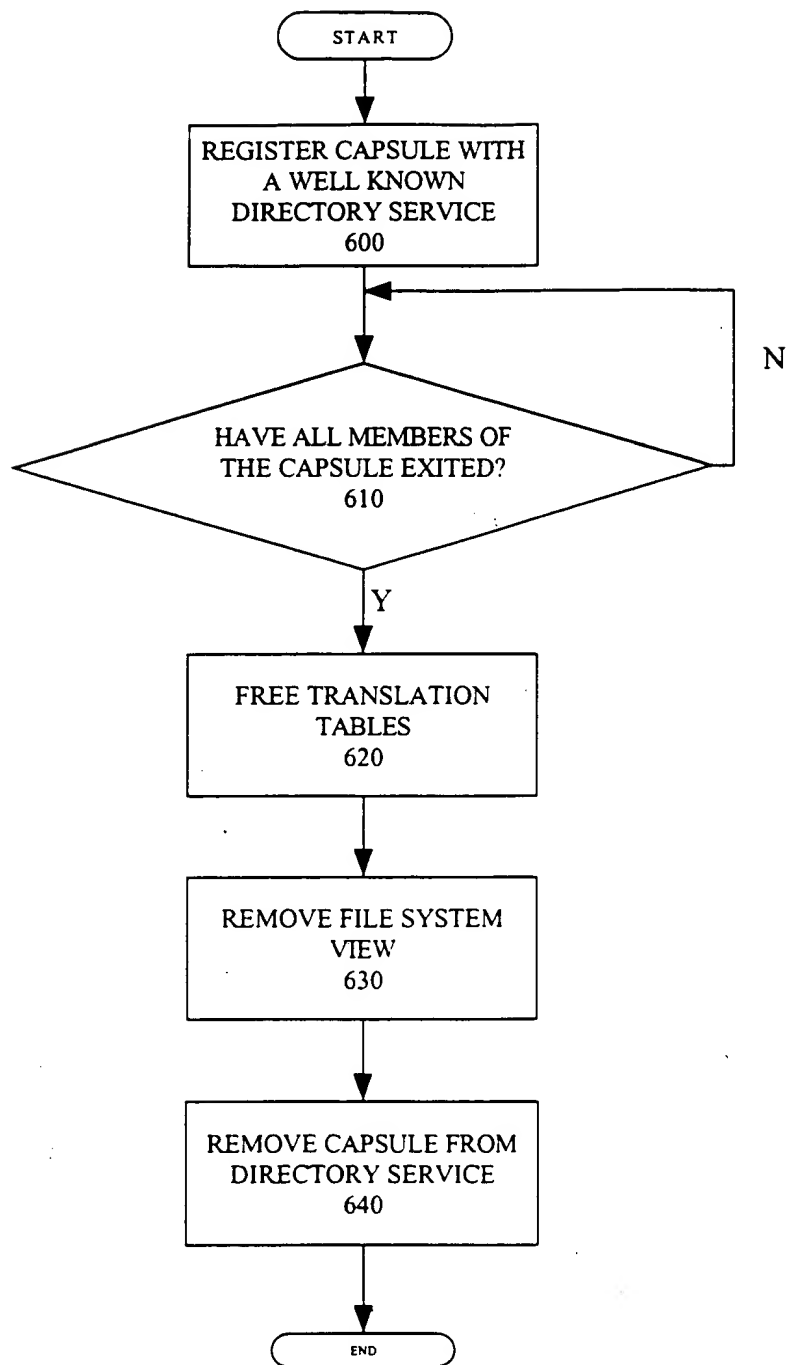 START
REGISTER CAPSULE WITH
A WELL KNOWN
DIRECTORY SERVICE
600
N
HAVE ALL MEMBERS OF
THE CAPSULE EXITED?
610
Y
FREE TRANSLATION
TABLES
620
REMOVE FILE SYSTEM
VIEW
630
REMOVE CAPSULE FROM
DIRECTORY SERVICE
640
END